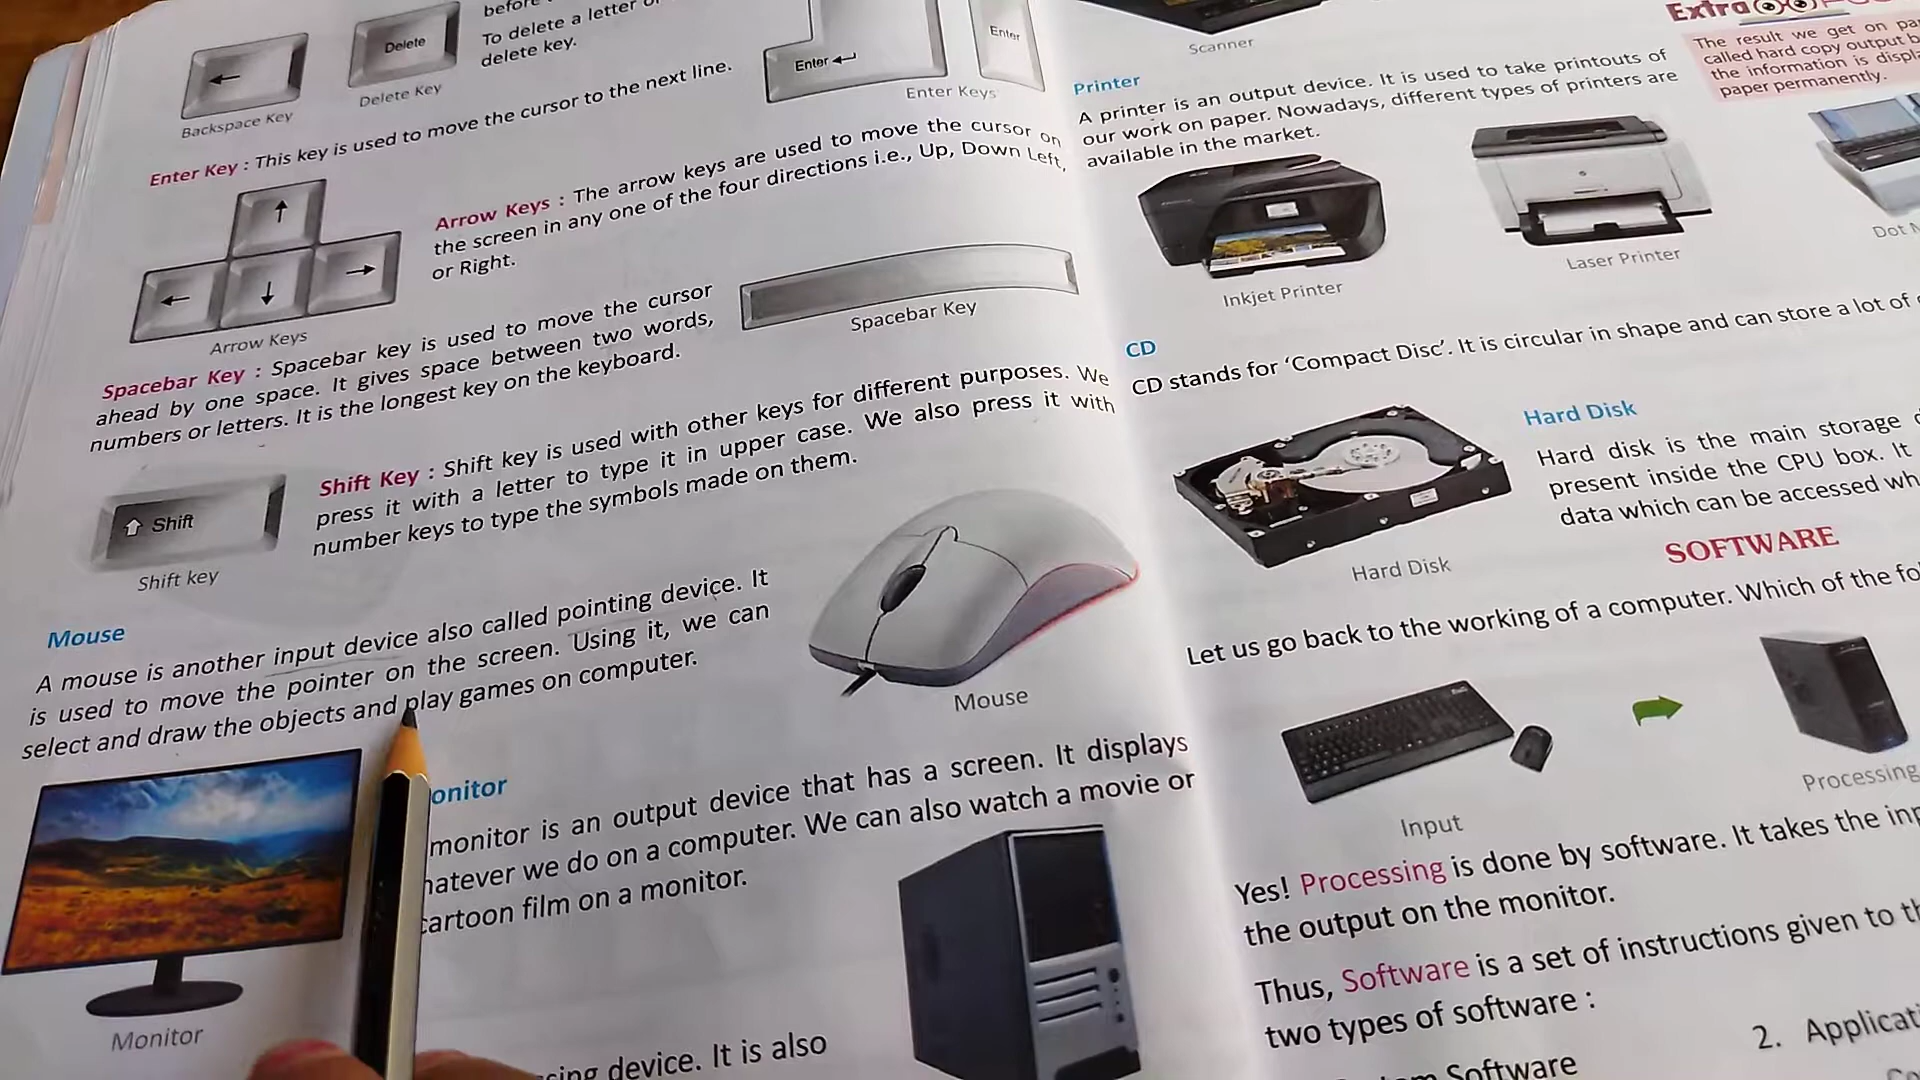 before
To delete a letter
delete key.
Delete
Backspace Key
Delete Key
Enter
Enter
Enter Keys
Enter Key : This key is used to move the cursor to the next line.
Arrow Keys : The arrow keys are used to move the cursor on
the screen in any one of the four directions i.e., Up, Down Left,
or Right.
Arrow Keys
Spacebar Key : Spacebar key is used to move the cursor
ahead by one space. It gives space between two words,
numbers or letters. It is the longest key on the keyboard.
Spacebar Key
Shift Key : Shift key is used with other keys for different purposes. We
press it with a letter to type it in upper case. We also press it with
number keys to type the symbols made on them.
Shift
Shift key
Mouse
A mouse is another input device also called pointing device. It
is used to move the pointer on the screen. Using it, we can
select and draw the objects and play games on computer.
Mouse
onitor
monitor is an output device that has a screen. It displays
hatever we do on a computer. We can also watch a movie or
cartoon film on a monitor.
Monitor
sing device. It is also
Scanner
Extra
The result we get on
called hard copy output
the information is
paper permanently.
Printer
A printer is an output device. It is used to take printouts of
our work on paper. Nowadays, different types of printers are
available in the market.
Inkjet Printer
Laser Printer
Dot
CD
CD stands for ‘Compact Disc’. It is circular in shape and can store a lot of
Hard Disk
Hard disk is the main storage
present inside the CPU box. It
data which can be accessed
Hard Disk
SOFTWARE
Let us go back to the working of a computer. Which of the
Input
Processing
Yes! Processing is done by software. It takes the
the output on the monitor.
Thus, Software is a set of instructions given to
two types of software :
Software
2. Applicati